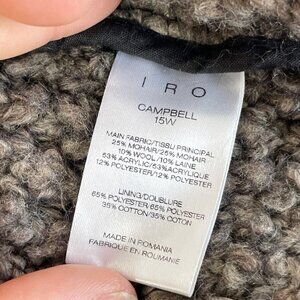 IRO
CAMPBELL
15W
MAIN FABRIC/TISSU PRINCIPAL
25% MOHAIR/25% MOHAIR
10% WOOL/10% LAINE
53% ACRYLIC/53% ACRYLIQUE
12% POLYESTER/12% POLYESTER
LINING/DOUBLURE
65% POLYESTER/65% POLYESTER
35% COTTON/35% COTON
MADE IN ROMANIA
FABRIQUE EN ROUMANIE